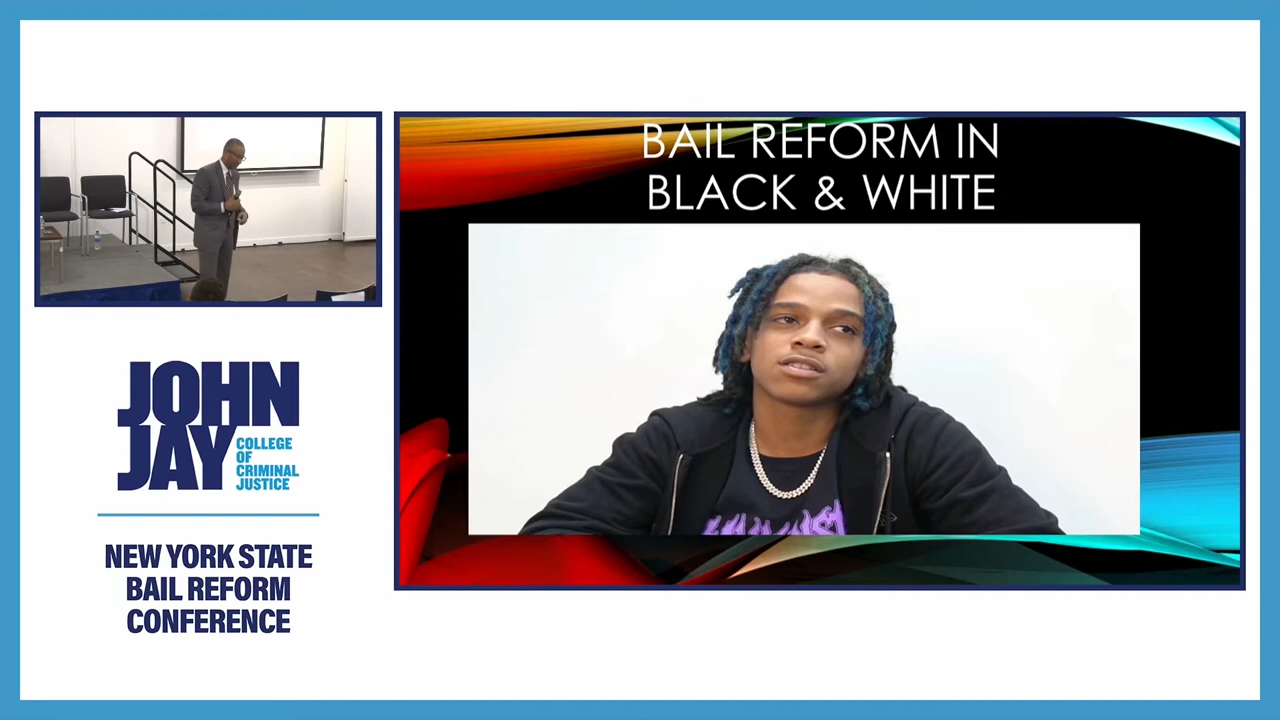 BAIL REFORM IN
BLACK & WHITE
JOHN
JAY
COLLEGE
OF
CRIMINAL
JUSTICE
NEW YORK STATE
BAIL REFORM
CONFERENCE